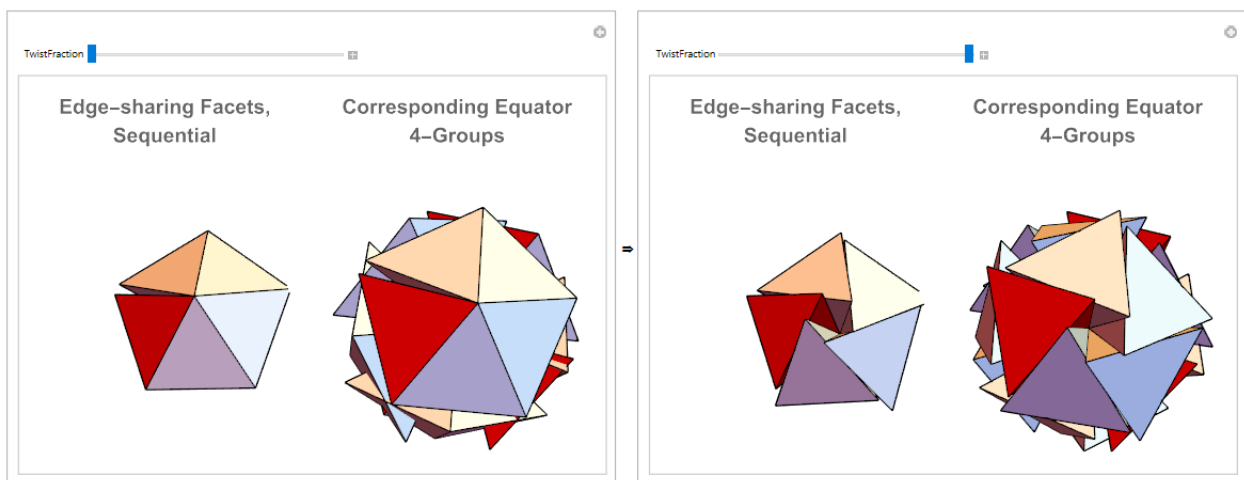 TwistFraction
Edge–sharing Facets,
Sequential
Corresponding Equator
4–Groups
TwistFraction
Edge–sharing Facets,
Sequential
Corresponding Equator
4–Groups